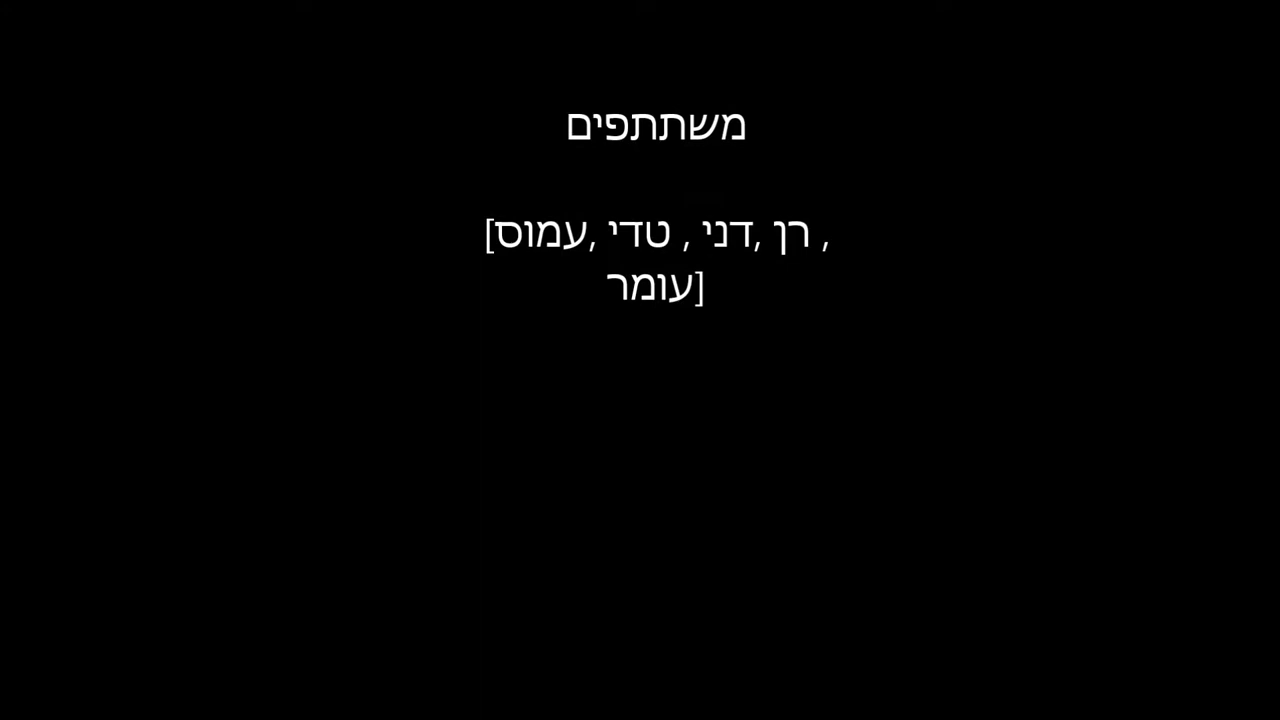 משתתפים
[רן ,דני , טדי ,עמוס ,
עומר]